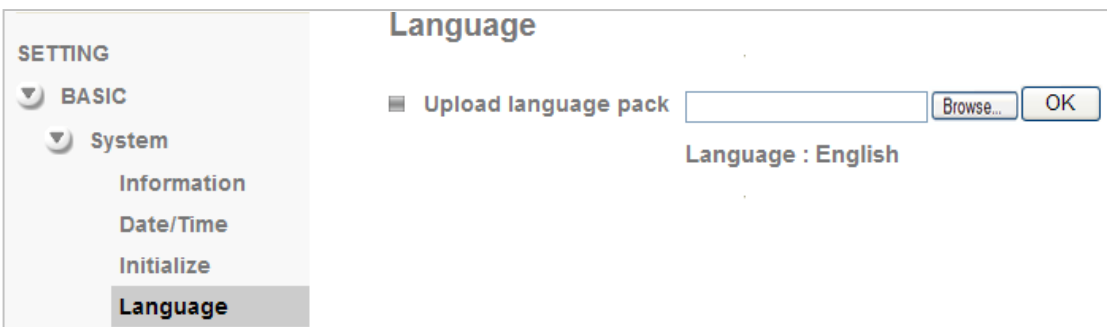 SETTING
BASIC
System
Information
Date/Time
Initialize
Language
Language
Upload language pack
Browse...
OK
Language : English